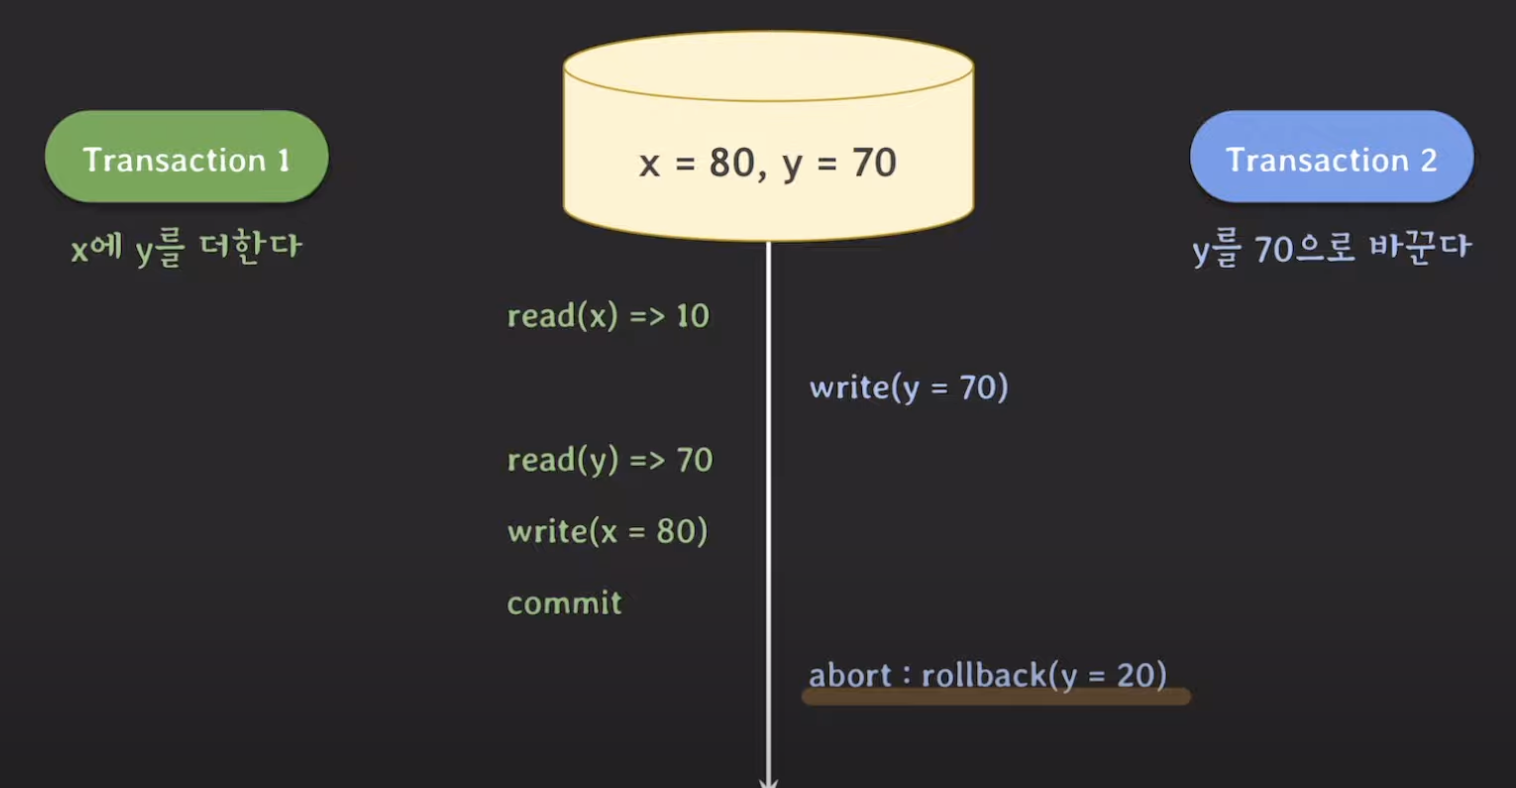 x = 80, y = 70
Transaction 1
x에 y를 더한다
Transaction 2
y를 70으로 바꾼다
read(x) => 10
write(y = 70)
read(y) => 70
write(x = 80)
commit
abort : rollback(y = 20)